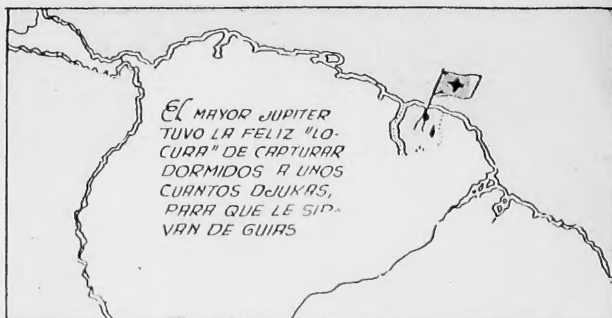 EL MAYOR JUPITER
TUVO LA FELIZ "LO-
CURA" DE CAPTURAR
DORMIDOS A UNOS
CUANTOS DJUKAS,
PARA QUE LE SIR-
VAN DE GUIAS